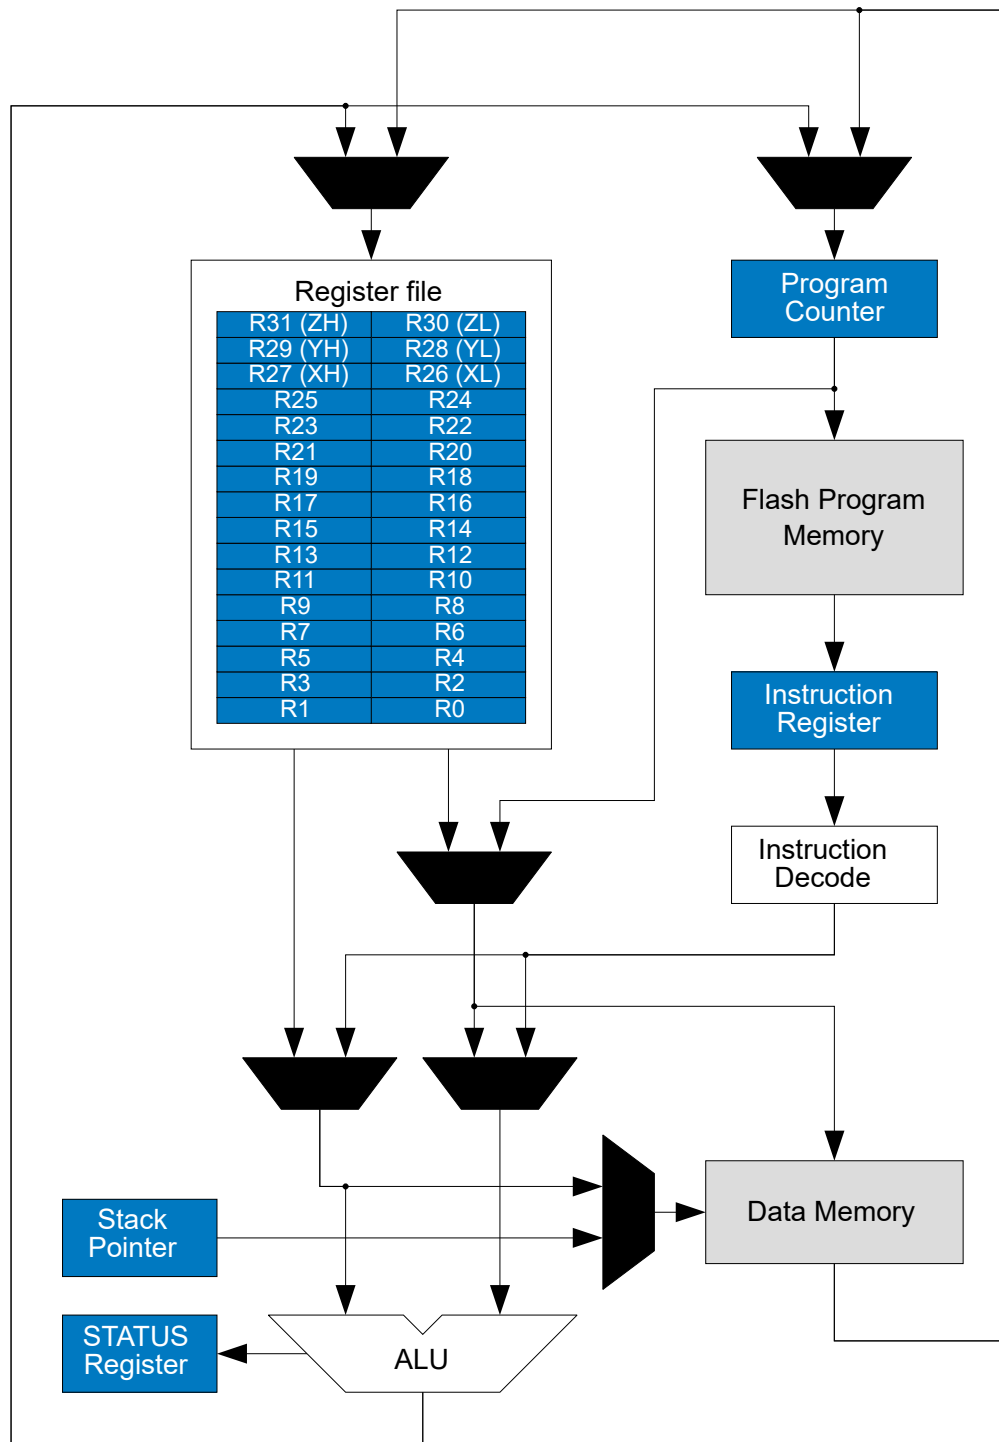 Register file
R31 (ZH) R30 (ZL)
R29 (YH) R28 (YL)
R27 (XH) R26 (XL)
R25 R24
R23 R22
R21 R20
R19 R18
R17 R16
R15 R14
R13 R12
R11 R10
R9 R8
R7 R6
R5 R4
R3 R2
R1 R0
Program
Counter
Flash Program
Memory
Instruction
Register
Instruction
Decode
Stack
Pointer
Data Memory
STATUS
Register
ALU